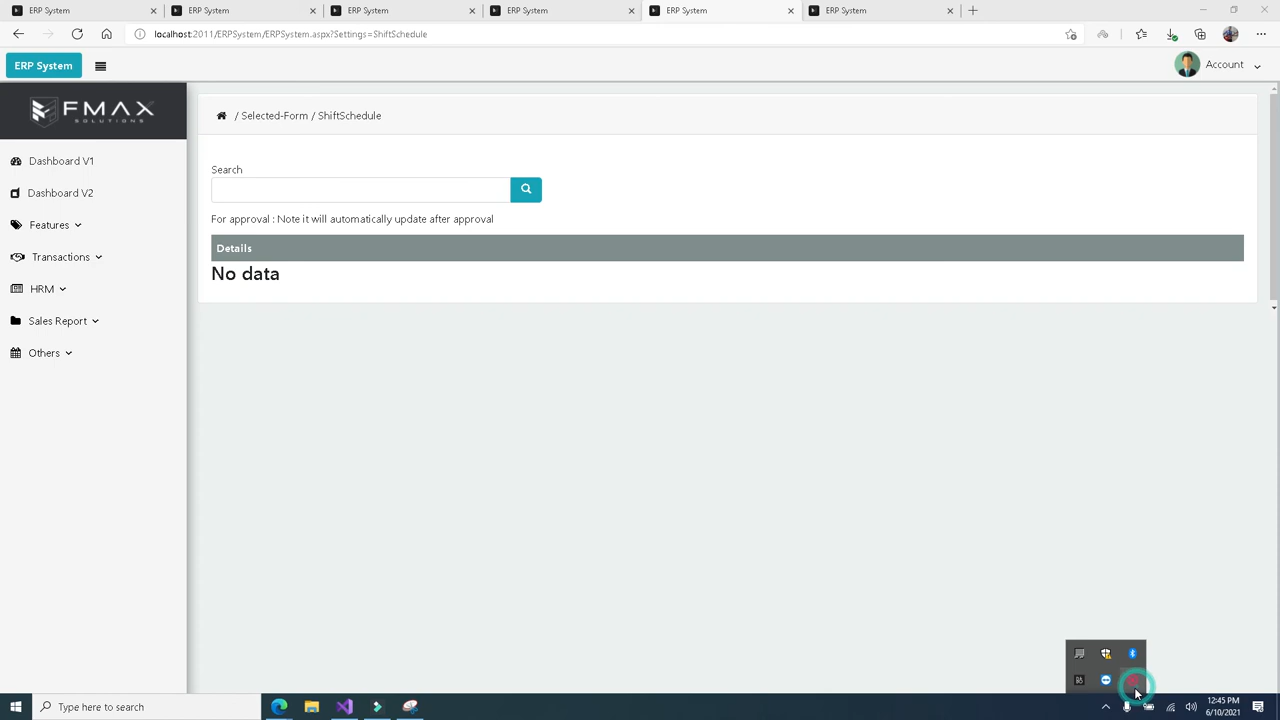 ERP System
ERP System
ERP System
ERP System
ERP System
ERP System
localhost:2011/ERPSystem/ERPSystem.aspx?Settings=ShiftSchedule
ERP System
Account
FMAX
SOLUTIONS
/ Selected-Form / ShiftSchedule
Dashboard V1
Dashboard V2
Features
Transactions
HRM
Sales Report
Others
Search
For approval : Note it will automatically update after approval
Details
No data
Type here to search
12:45 PM
6/10/2021